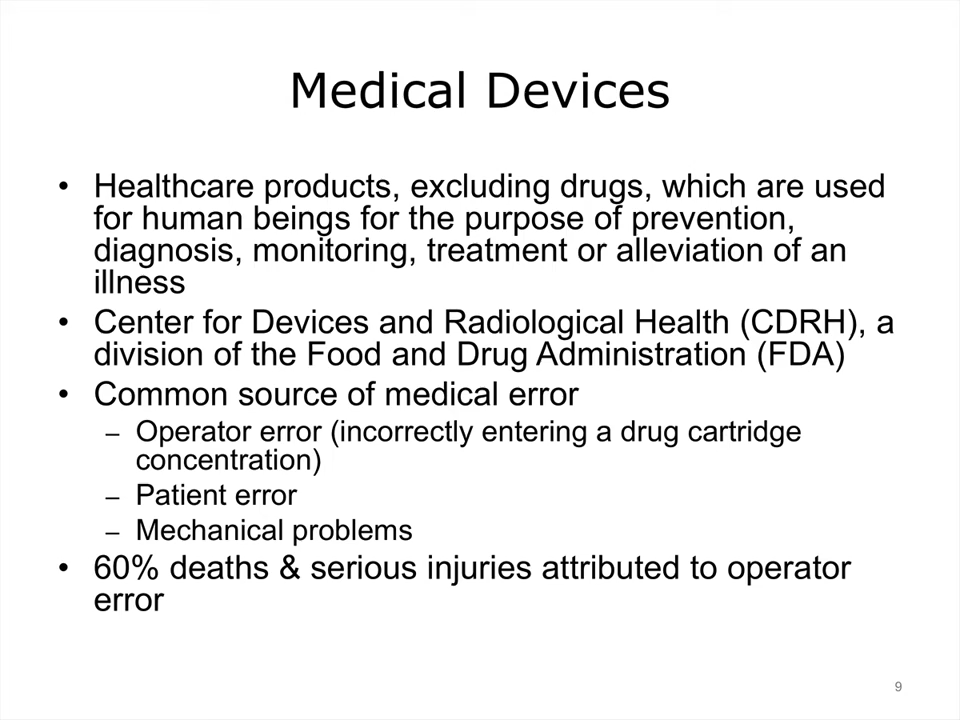 Medical Devices
• Healthcare products, excluding drugs, which are used
for human beings for the purpose of prevention,
diagnosis, monitoring, treatment or alleviation of an
illness
• Center for Devices and Radiological Health (CDRH), a
division of the Food and Drug Administration (FDA)
• Common source of medical error
– Operator error (incorrectly entering a drug cartridge
concentration)
– Patient error
– Mechanical problems
• 60% deaths & serious injuries attributed to operator
error
9